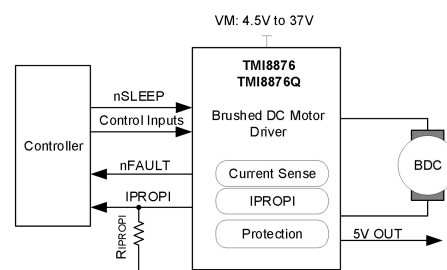 VM: 4.5V to 37V
TMI8876
TMI8876Q
Brushed DC Motor
Driver
Controller
nSLEEP
Control Inputs
nFAULT
IPROPI
RIPROPI
Current Sense
IPROPI
Protection
BDC
5V OUT